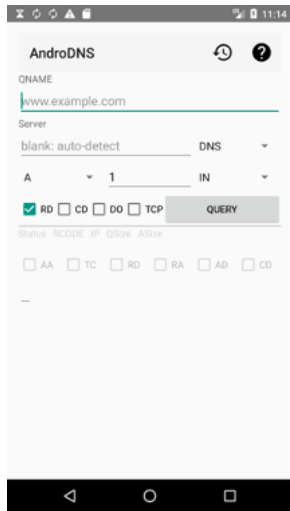 11:14
AndroDNS
QNAME
www.example.com
Server
blank: auto-detect DNS
A 1 IN
RD CD DO TCP QUERY
Status RCODE IP QSize ASize
AA TC RD RA AD CD
—